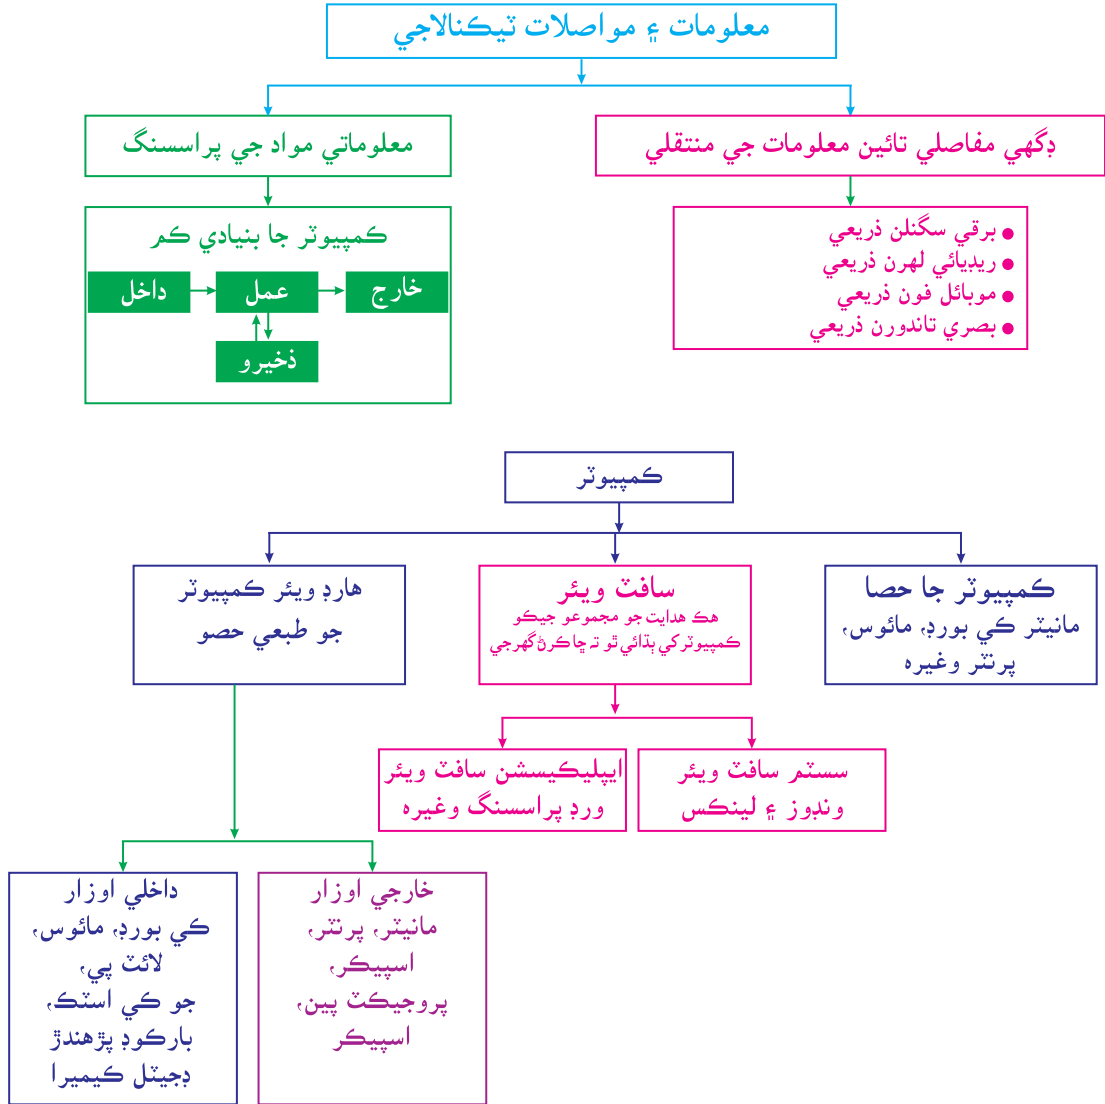 معلومات ۽ مواصلات ٽيڪنالاجي
ڊگهي مفاصلي تائين معلومات جي منتقلي
معلوماتي مواد جي پراسسنگ
● برقي سگنلن ذريعي
● ريڊيائي لهرن ذريعي
● موبائل فون ذريعي
● بصري تاندورن ذريعي
ڪمپيوٽر جا بنيادي ڪم
داخل
عمل
خارج
ذخيرو
ڪمپيوٽر
ڪمپيوٽر جا حصا
مانيٽر ڪي بورڊ، مائوس،
پرنٽر وغيره
سافٽ ويئر
هڪ هدايت جو مجموعو جيڪو
ڪمپيوٽر کي ٻڌائي ٿو تہ ڇا ڪرڻ گهرجي
هارڊ ويئر ڪمپيوٽر
جو طبعي حصو
سسٽم سافٽ ويئر
ونڊوز ۽ لينڪس
ايپليڪيسشن سافٽ ويئر
ورڊ پراسسنگ وغيره
خارجي اوزار
مانيٽر، پرنٽر،
اسپيڪر،
پروجيڪٽ پين،
اسپيڪر
داخلي اوزار
ڪي بورڊ، مائوس،
لائٽ پي،
جو ڪي اسٽڪ،
بارڪوڊ پڙهندڙ
ڊجيٽل ڪيميرا